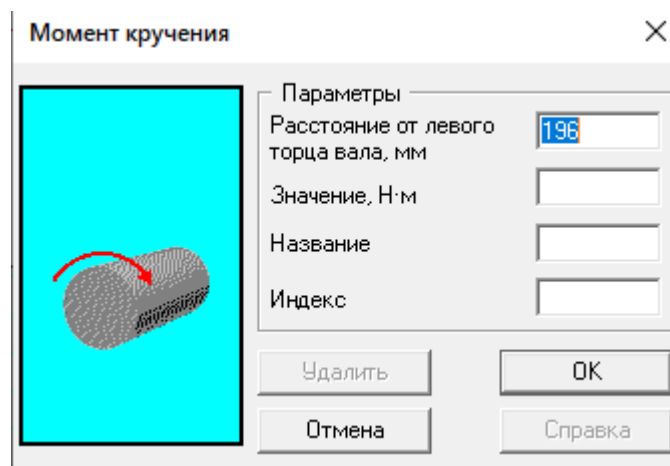 Момент кручения
Параметры
Расстояние от левого
торца вала, мм
196
Значение, Н·м
Название
Индекс
Удалить
OK
Отмена
Справка